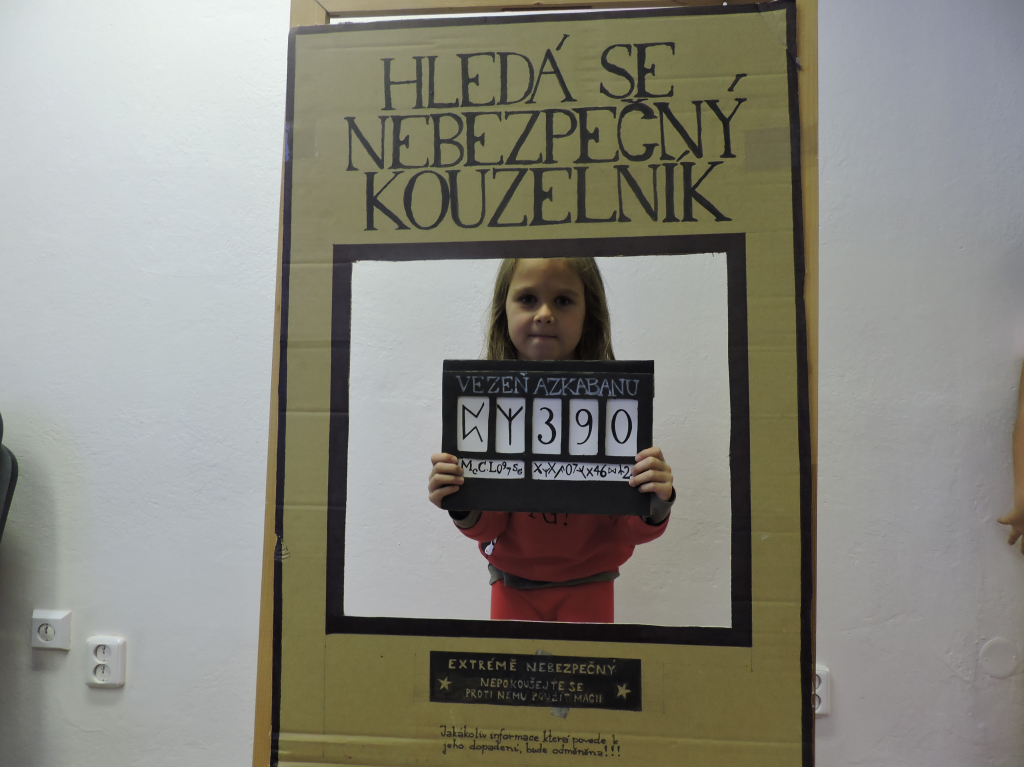 HLEDÁ SE
NEBEZPEČNÝ
KOUZELNÍK
VEZEŇ AZKABANU
390
EXTRÉMĚ NEBEZPEČNÝ
NEPOKOUŠEJTE SE
PROTI NĚMU POUŽÍT MAGII
Jakákoliv informace která povede k
jeho dopadení, bude odměněna!!!